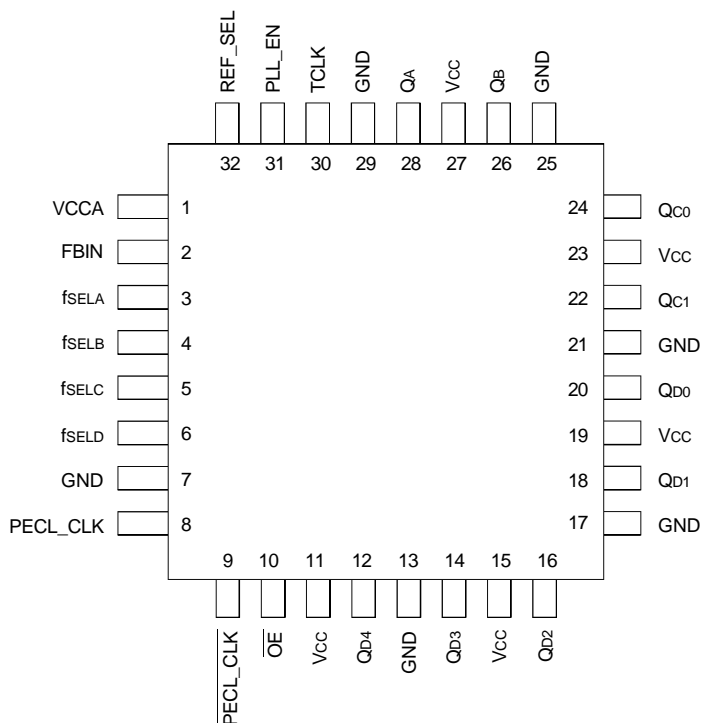 REF_SEL PLL_EN TCLK GND QA VCC QB GND
32 31 30 29 28 27 26 25
VCCA 1 24 QC0
FBIN 2 23 VCC
fSELA 3 22 QC1
fSELB 4 21 GND
fSELC 5 20 QD0
fSELD 6 19 VCC
GND 7 18 QD1
PECL_CLK 8 17 GND
9 10 11 12 13 14 15 16
PECL_CLK OE VCC QD4 GND QD3 VCC QD2